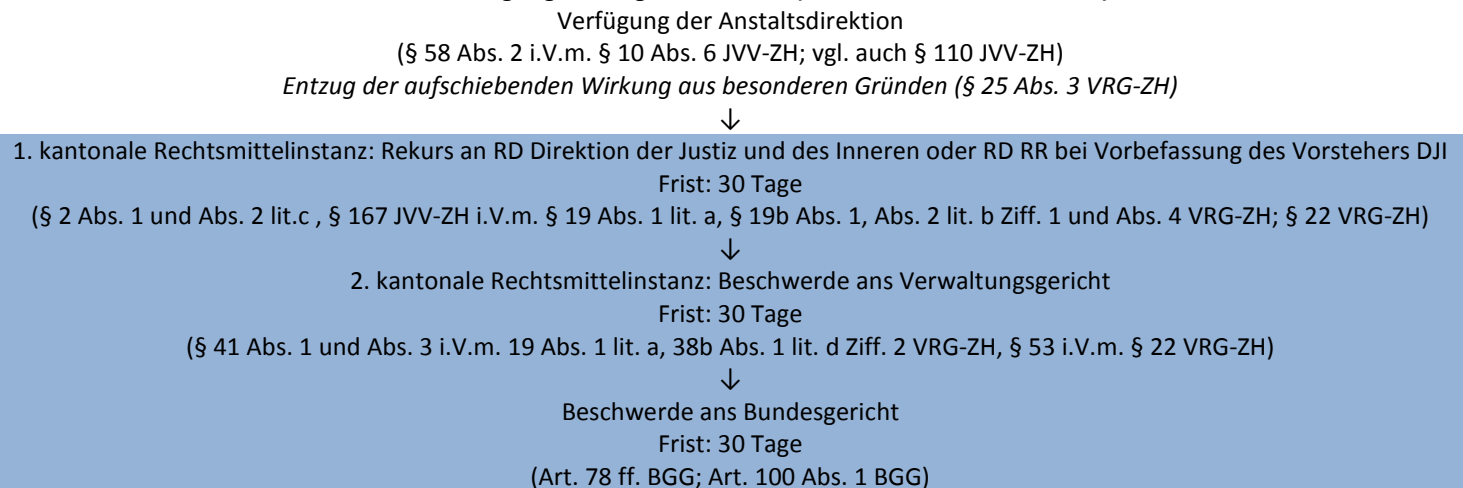 Verfügung der Anstaltsdirektion
(§ 58 Abs. 2 i.V.m. § 10 Abs. 6 JVV-ZH; vgl. auch § 110 JVV-ZH)
Entzug der aufschiebenden Wirkung aus besonderen Gründen (§ 25 Abs. 3 VRG-ZH)
↓
1. kantonale Rechtsmittelinstanz: Rekurs an RD Direktion der Justiz und des Inneren oder RD RR bei Vorbefassung des Vorstehers DJI
Frist: 30 Tage
(§ 2 Abs. 1 und Abs. 2 lit.c , § 167 JVV-ZH i.V.m. § 19 Abs. 1 lit. a, § 19b Abs. 1, Abs. 2 lit. b Ziff. 1 und Abs. 4 VRG-ZH; § 22 VRG-ZH)
↓
2. kantonale Rechtsmittelinstanz: Beschwerde ans Verwaltungsgericht
Frist: 30 Tage
(§ 41 Abs. 1 und Abs. 3 i.V.m. 19 Abs. 1 lit. a, 38b Abs. 1 lit. d Ziff. 2 VRG-ZH, § 53 i.V.m. § 22 VRG-ZH)
↓
Beschwerde ans Bundesgericht
Frist: 30 Tage
(Art. 78 ff. BGG; Art. 100 Abs. 1 BGG)